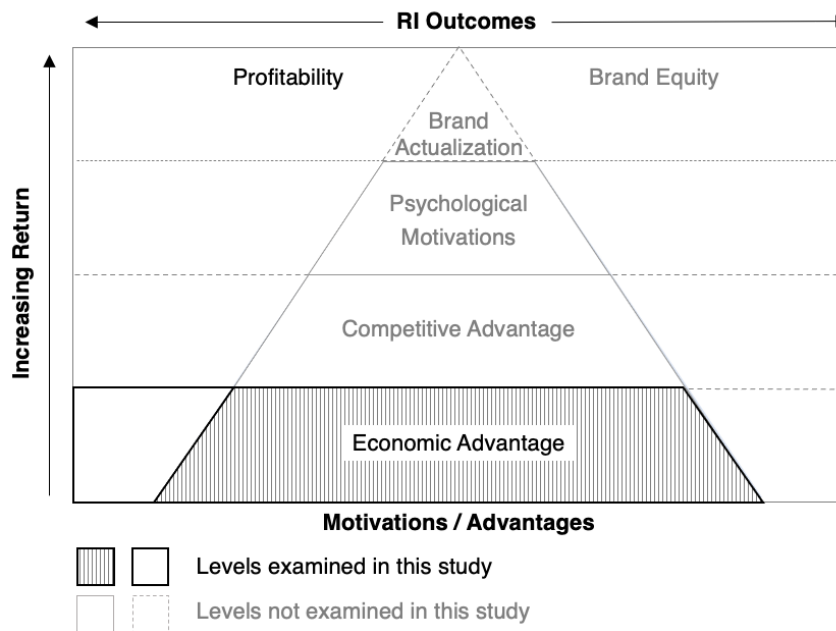 RI Outcomes
Profitability
Brand Equity
Brand
Actualization
Psychological
Motivations
Competitive Advantage
Economic Advantage
Increasing Return
Motivations / Advantages
Levels examined in this study
Levels not examined in this study